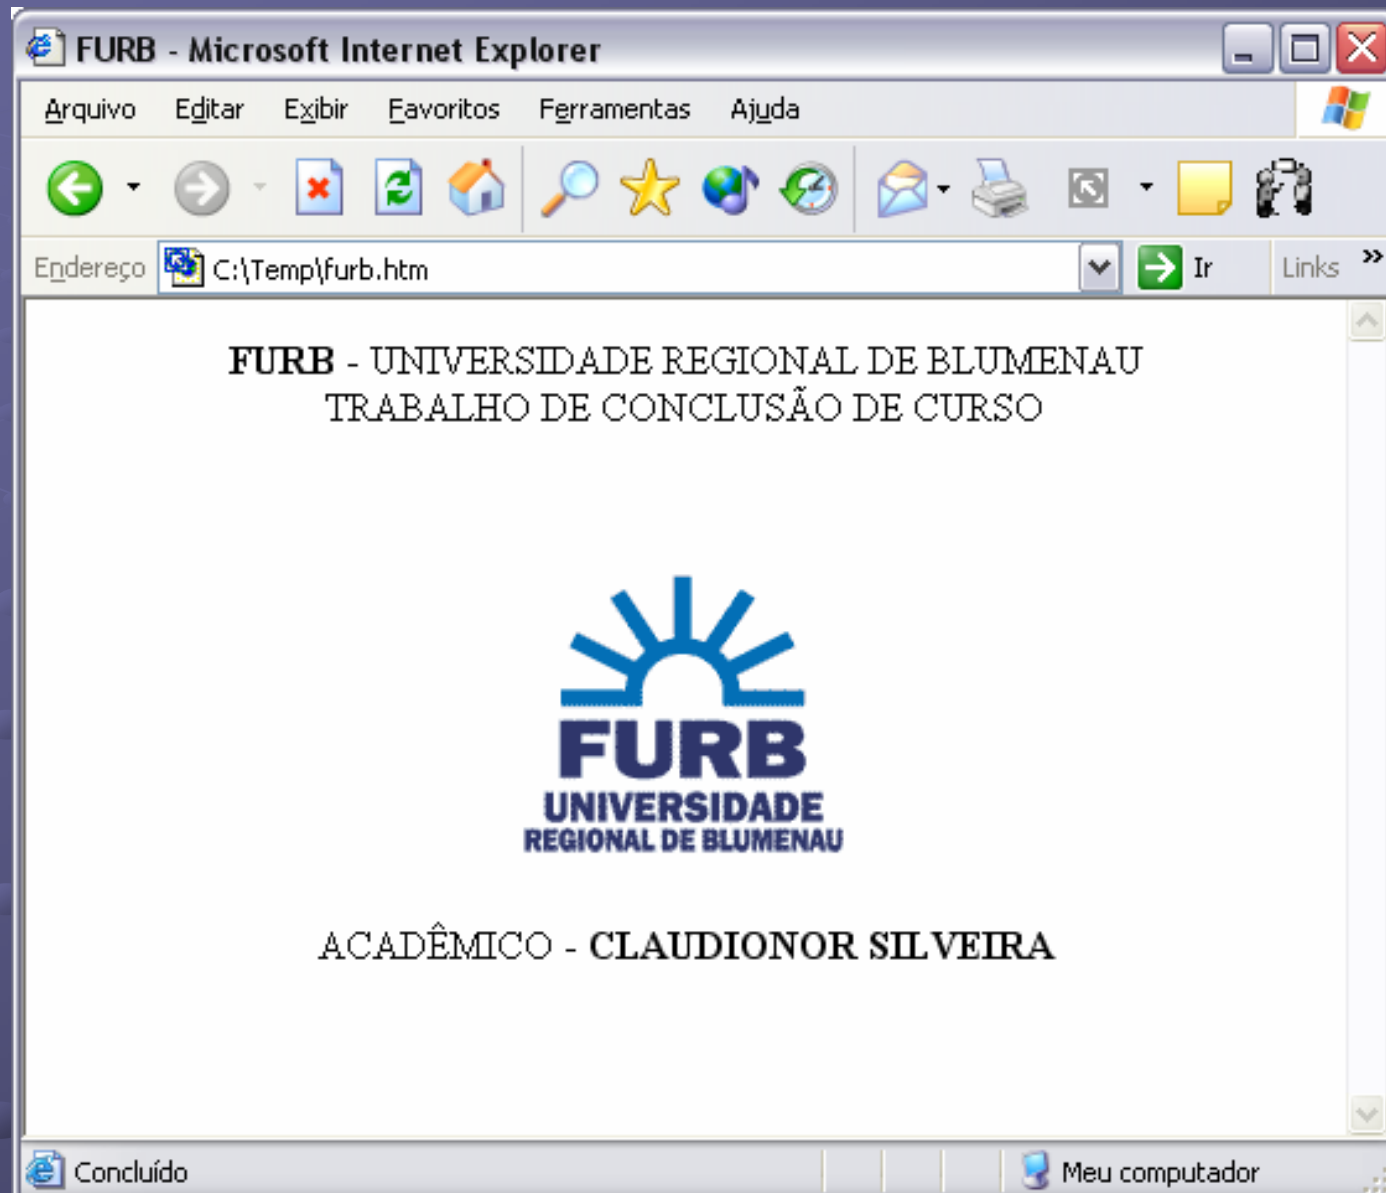 FURB - Microsoft Internet Explorer
Arquivo Editar Exibir Favoritos Ferramentas Ajuda
Endereço C:\Temp\furb.htm Ir Links »
FURB - UNIVERSIDADE REGIONAL DE BLUMENAU
TRABALHO DE CONCLUSÃO DE CURSO
FURB
UNIVERSIDADE
REGIONAL DE BLUMENAU
ACADÊMICO - CLAUDIONOR SILVEIRA
Concluído Meu computador